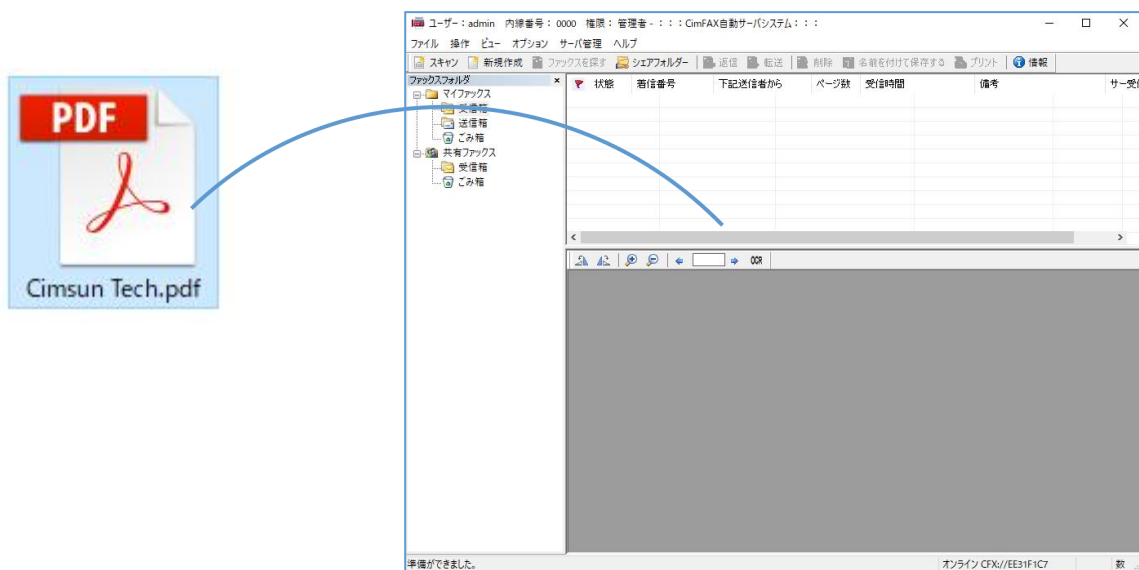 PDF
Cimsun Tech.pdf
ユーザー：admin 内線番号：0000 権限：管理者 - ：：：CimFAX自動サーバシステム：：：
ファイル 操作 ビュー オプション サーバ管理 ヘルプ
スキャン 新規作成 ファックスを探す シェアフォルダー 返信 転送 削除 名前を付けて保存する プリント 情報
ファックスフォルダ
マイファックス
受信箱
送信箱
ごみ箱
共有ファックス
受信箱
ごみ箱
状態 着信番号 下記送信者から ページ数 受信時間 備考 サー受信
OCR
準備ができました。
オンライン CFX://EE31F1C7 数